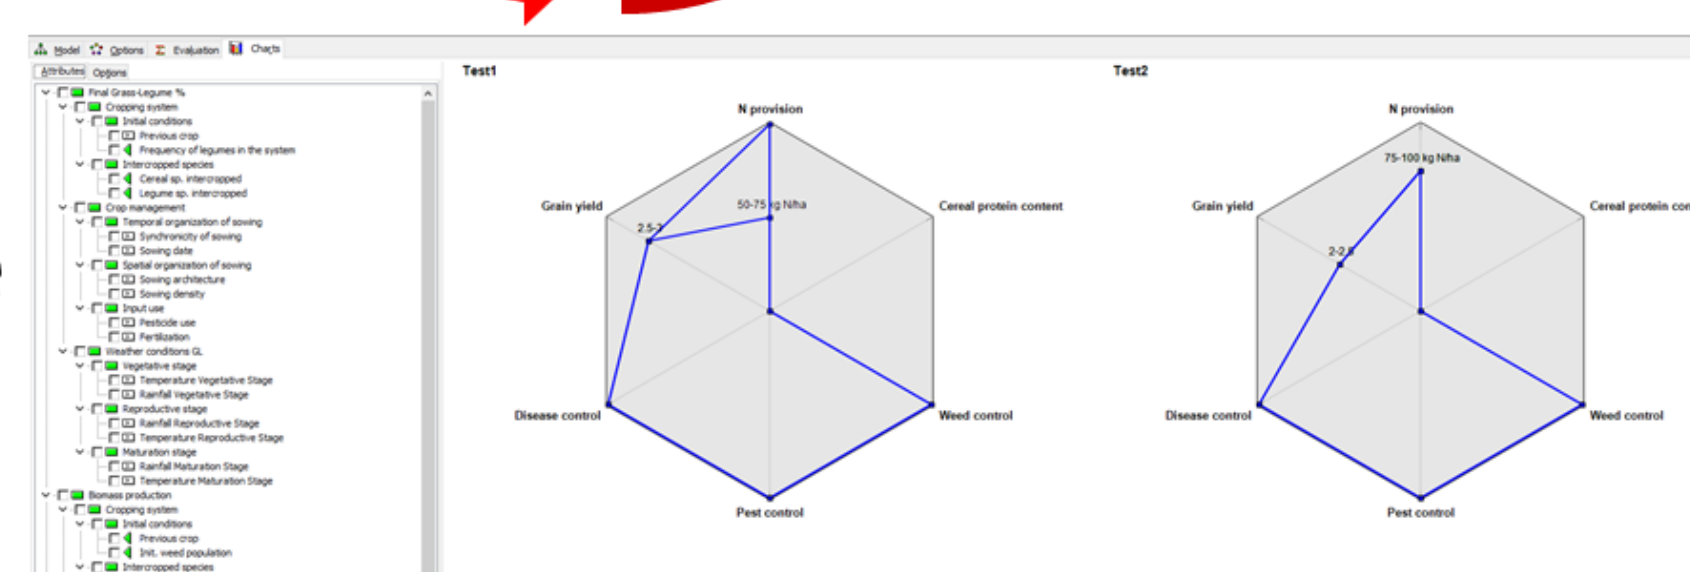 Model Options Evaluation Charts
Attributes Options
Final Grass-Legume %
Cropping system
Initial conditions
Previous crop
Frequency of legumes in the system
Intercropped species
Cereal sp. intercropped
Legume sp. intercropped
Crop management
Temporal organization of sowing
Synchronicity of sowing
Sowing date
Spatial organization of sowing
Sowing architecture
Sowing density
Input use
Pesticide use
Fertilization
Weather conditions GL
Vegetative stage
Temperature Vegetative Stage
Rainfall Vegetative Stage
Reproductive stage
Rainfall Reproductive Stage
Temperature Reproductive Stage
Maturation stage
Rainfall Maturation Stage
Temperature Maturation Stage
Biomass production
Cropping system
Initial conditions
Previous crop
Init. weed population
Intercropped species
Test1
N provision
50-75 kg N/ha
Grain yield
Cereal protein content
2.5-3
Disease control
Weed control
Pest control
Test2
N provision
75-100 kg N/ha
Grain yield
Cereal protein con
2-2.5
Disease control
Weed control
Pest control